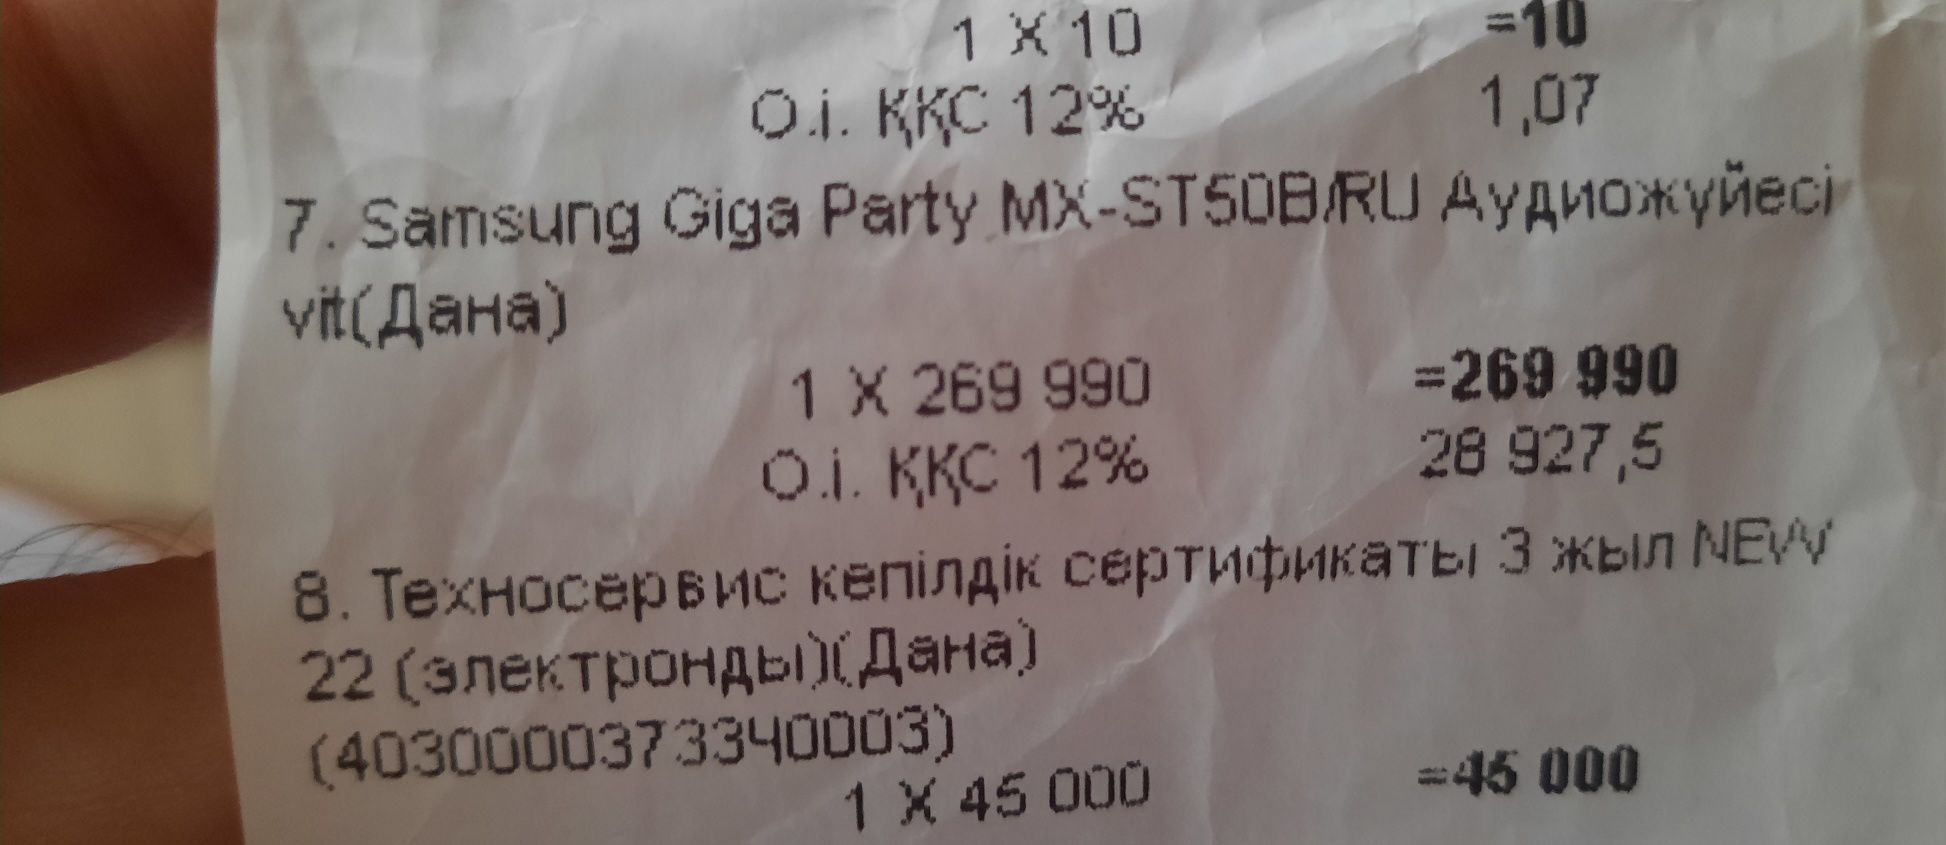 1 X 10 =10
О.і. ҚҚС 12% 1,07
7. Samsung Giga Party MX-ST50B/RU Аудиожүйесі
vit(Дана)
1 X 269 990 =269 990
О.і. ҚҚС 12% 28 927,5
8. Техносервис кепілдік сертификаты 3 жыл NEW
22 (электронды)(Дана)
(4030000373340003)
1 X 45 000 =45 000